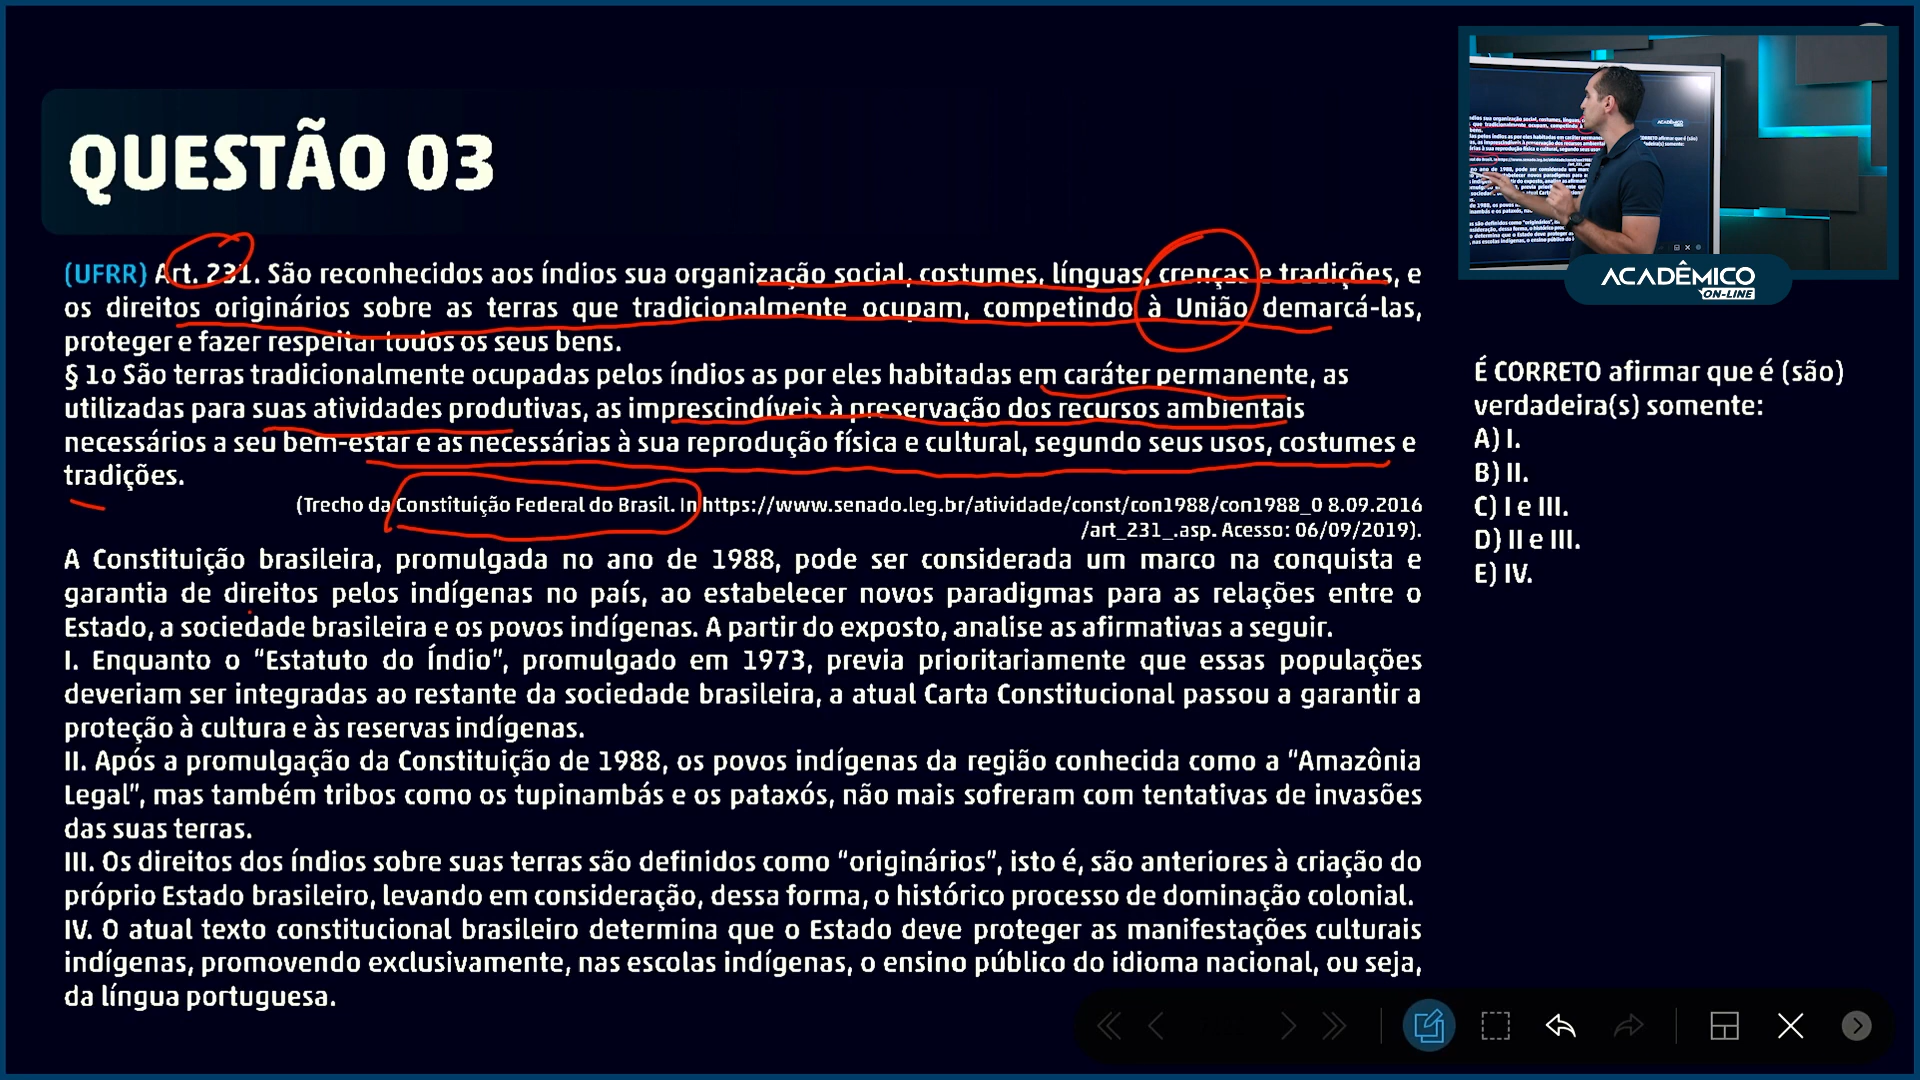 QUESTÃO 03
(UFRR) Art. 231. São reconhecidos aos índios sua organização social, costumes, línguas, crenças e tradições, e
os direitos originários sobre as terras que tradicionalmente ocupam, competindo à União demarcá-las,
proteger e fazer respeitar todos os seus bens.
§ 1o São terras tradicionalmente ocupadas pelos índios as por eles habitadas em caráter permanente, as
utilizadas para suas atividades produtivas, as imprescindíveis à preservação dos recursos ambientais
necessários a seu bem-estar e as necessárias à sua reprodução física e cultural, segundo seus usos, costumes e
tradições.
(Trecho da Constituição Federal do Brasil. In https://www.senado.leg.br/atividade/const/con1988/con1988_0 8.09.2016
/art_231_.asp. Acesso: 06/09/2019).
A Constituição brasileira, promulgada no ano de 1988, pode ser considerada um marco na conquista e
garantia de direitos pelos indígenas no país, ao estabelecer novos paradigmas para as relações entre o
Estado, a sociedade brasileira e os povos indígenas. A partir do exposto, analise as afirmativas a seguir.
I. Enquanto o “Estatuto do Índio”, promulgado em 1973, previa prioritariamente que essas populações
deveriam ser integradas ao restante da sociedade brasileira, a atual Carta Constitucional passou a garantir a
proteção à cultura e às reservas indígenas.
II. Após a promulgação da Constituição de 1988, os povos indígenas da região conhecida como a “Amazônia
Legal”, mas também tribos como os tupinambás e os pataxós, não mais sofreram com tentativas de invasões
das suas terras.
III. Os direitos dos índios sobre suas terras são definidos como “originários”, isto é, são anteriores à criação do
próprio Estado brasileiro, levando em consideração, dessa forma, o histórico processo de dominação colonial.
IV. O atual texto constitucional brasileiro determina que o Estado deve proteger as manifestações culturais
indígenas, promovendo exclusivamente, nas escolas indígenas, o ensino público do idioma nacional, ou seja,
da língua portuguesa.
ACADÊMICO
ON-LINE
É CORRETO afirmar que é (são)
verdadeira(s) somente:
A) I.
B) II.
C) I e III.
D) II e III.
E) IV.